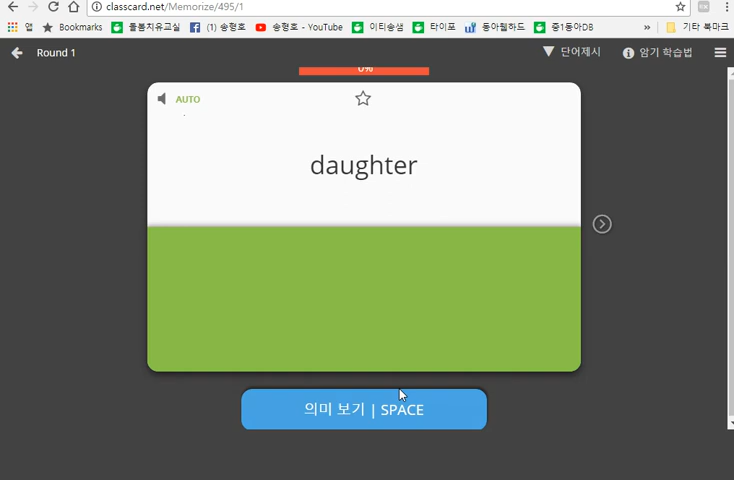 classcard.net/Memorize/495/1
앱 Bookmarks 돌봄치유교실 (1) 송형호 송형호 - YouTube 이티송샘 타이포 동아웹하드 중1동아DB » 기타 북마크
Round 1 단어제시 암기 학습법
0%
AUTO
daughter
의미 보기 | SPACE